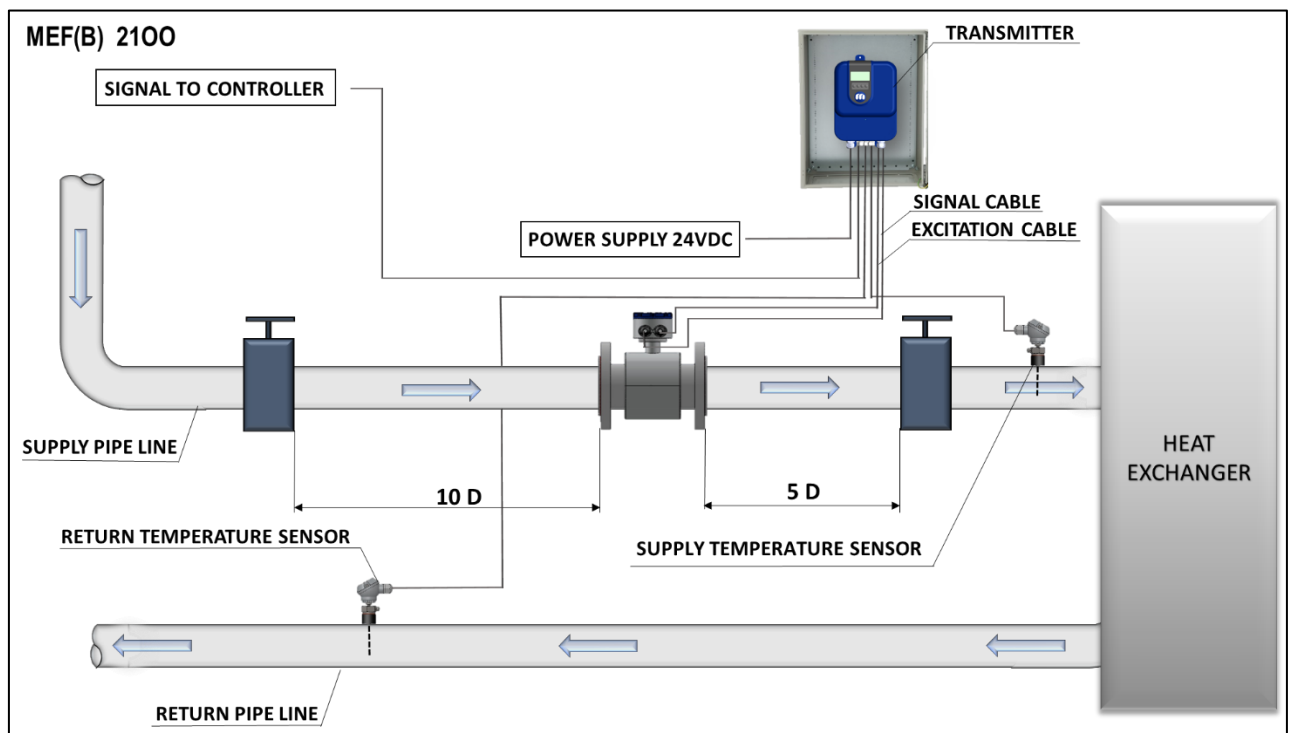 MEF(B) 21OO
TRANSMITTER
SIGNAL TO CONTROLLER
SIGNAL CABLE
POWER SUPPLY 24VDC
EXCITATION CABLE
SUPPLY PIPE LINE
HEAT
EXCHANGER
10 D
5 D
RETURN TEMPERATURE SENSOR
SUPPLY TEMPERATURE SENSOR
RETURN PIPE LINE